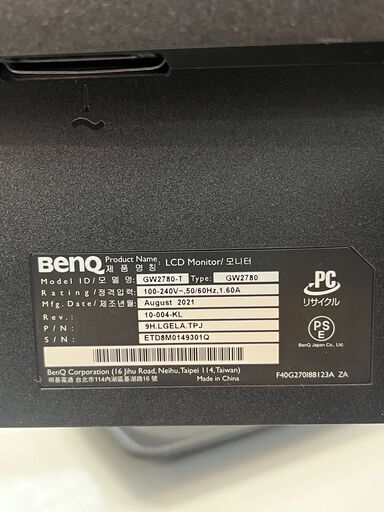 BenQ Product Name: LCD Monitor/모니터
제 품 명 칭
Model ID/모 델 명: GW2780-T Type: GW2780
Rating/정격입력: 100-240V~,50/60Hz,1.60A
Mfg. Date/제조년월: August 2021
Rev.: 10-004-KL
P/N: 9H.LGELA.TPJ
S/N: ETD8M0149301Q
BenQ Corporation (16 Jihu Road, Neihu, Taipei 114,Taiwan)
明基電通 台北市114內湖區基湖路16 號 Made in China
PC
リサイクル
PSE
BenQ Japan Co., Ltd.
F40G270I88123A ZA